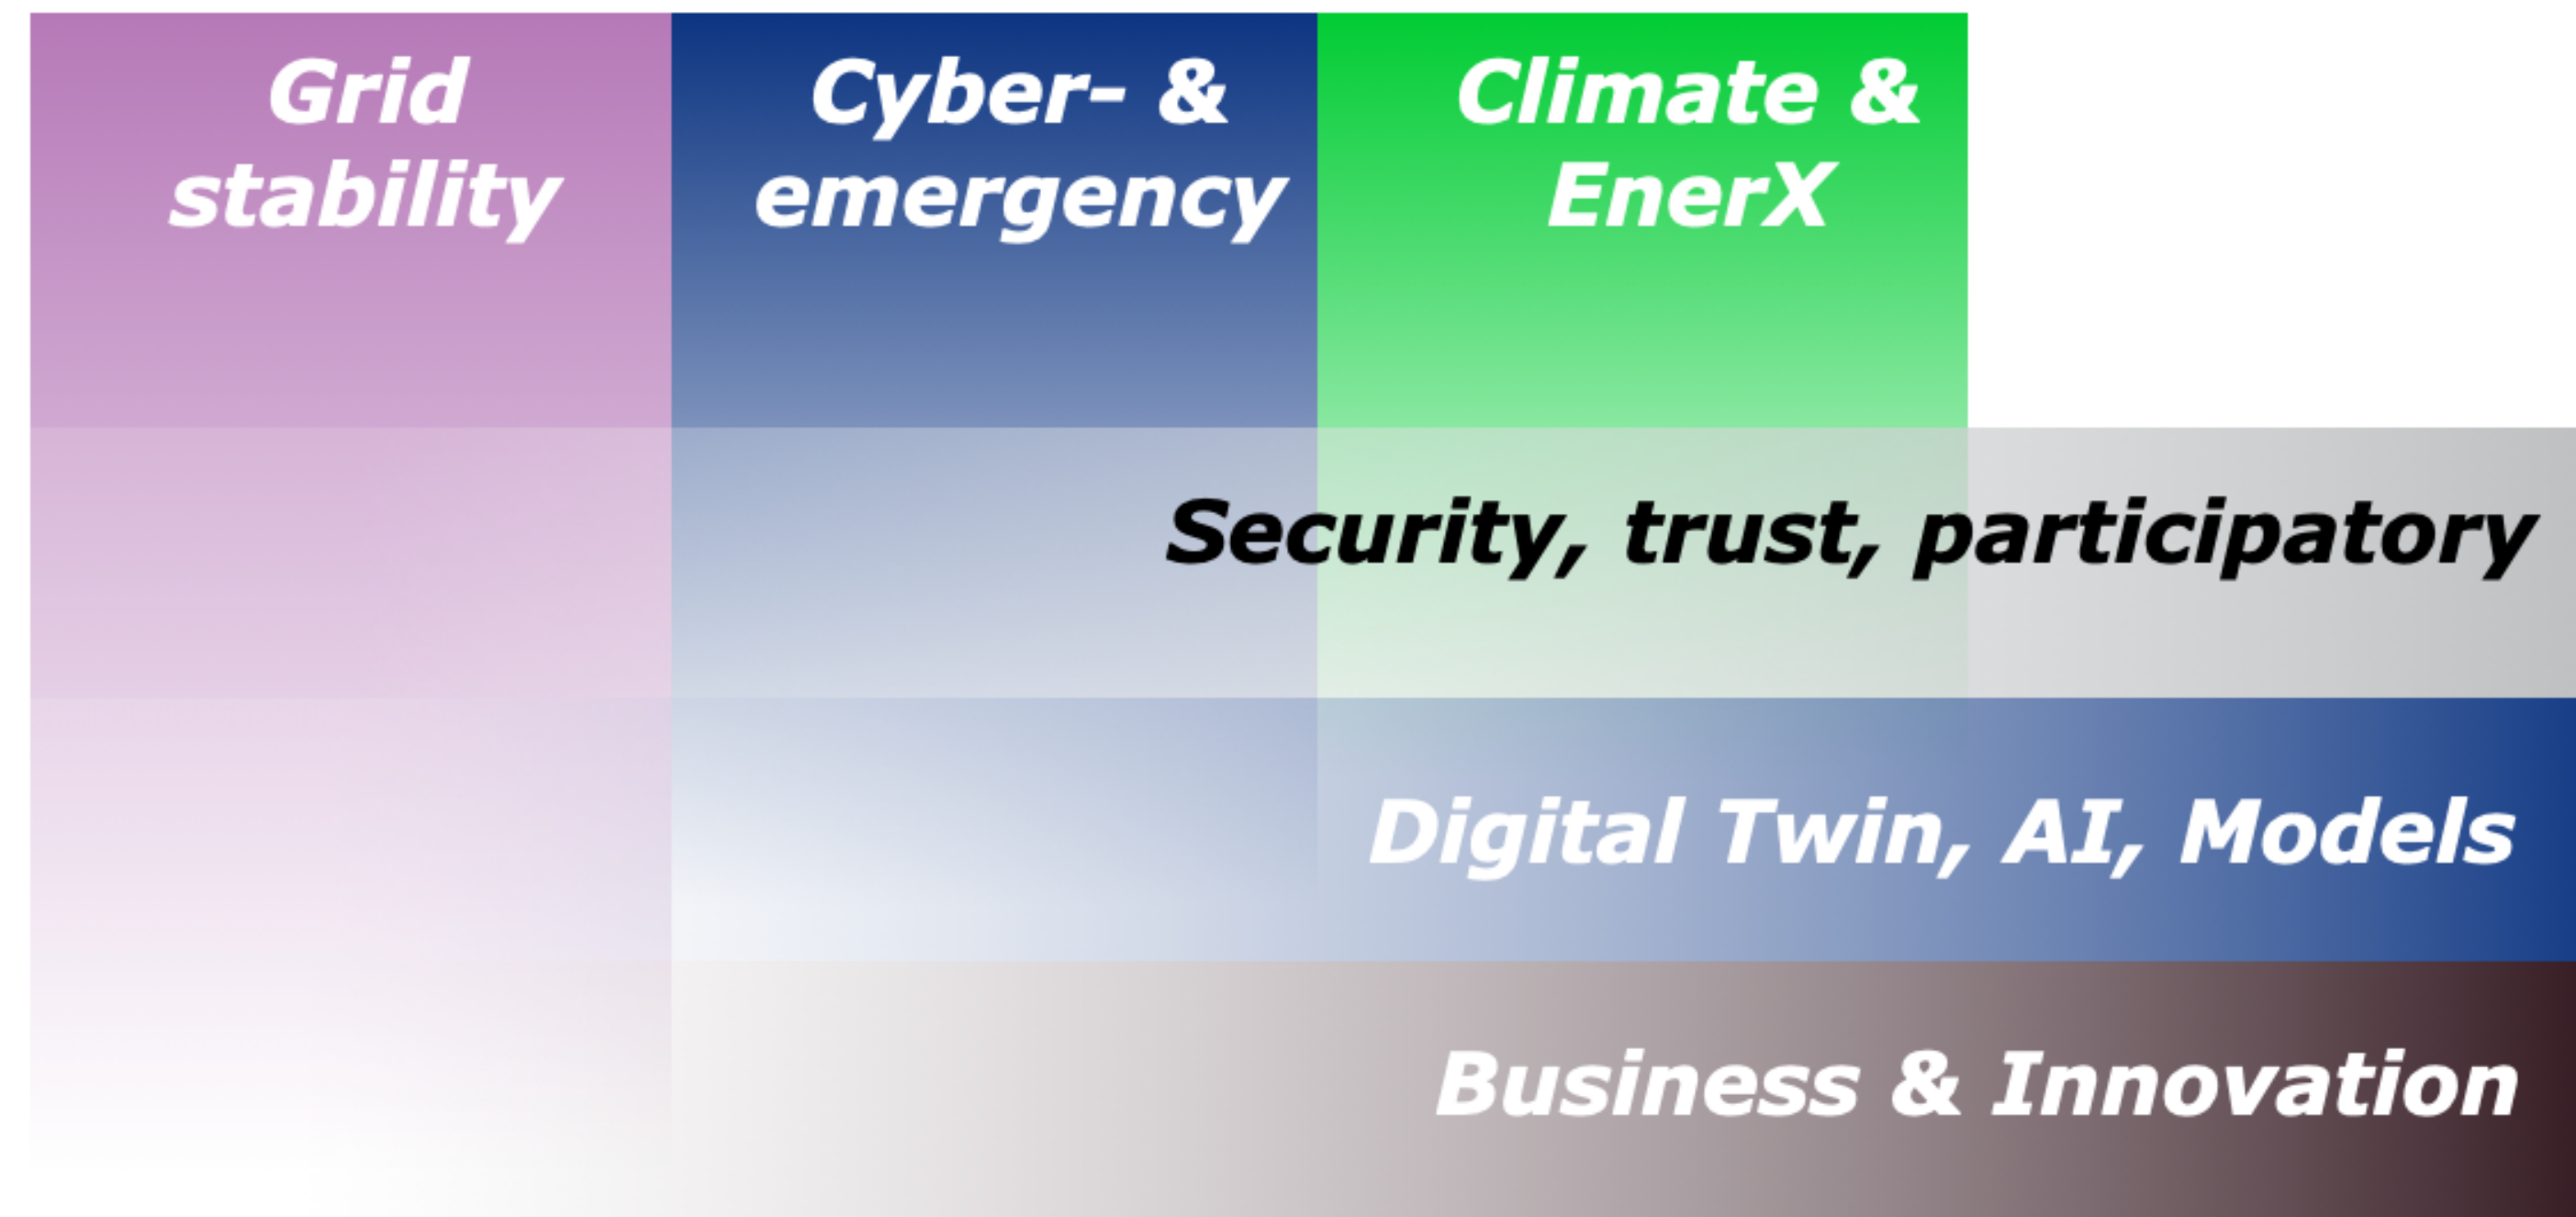 Grid
stability
Cyber- &
emergency
Climate &
EnerX
Security, trust, participatory
Digital Twin, AI, Models
Business & Innovation